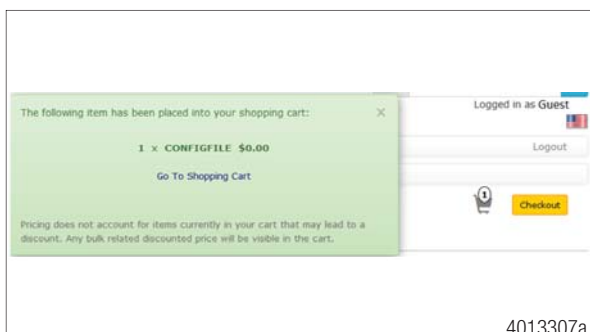 The following item has been placed into your shopping cart:
×
1 x CONFIGFILE $0.00
Go To Shopping Cart
Pricing does not account for items currently in your cart that may lead to a
discount. Any bulk related discounted price will be visible in the cart.
Logged in as Guest
Logout
1
Checkout
4013307a